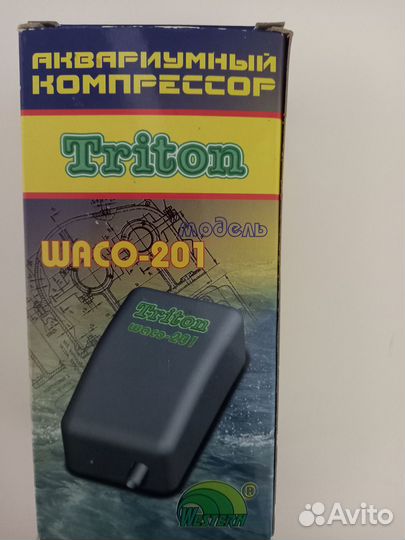 АКВАРИУМНЫЙ
КОМПРЕССОР
Triton
модель
WACO-201
Triton
waco-201
WESTERN ®
Avito